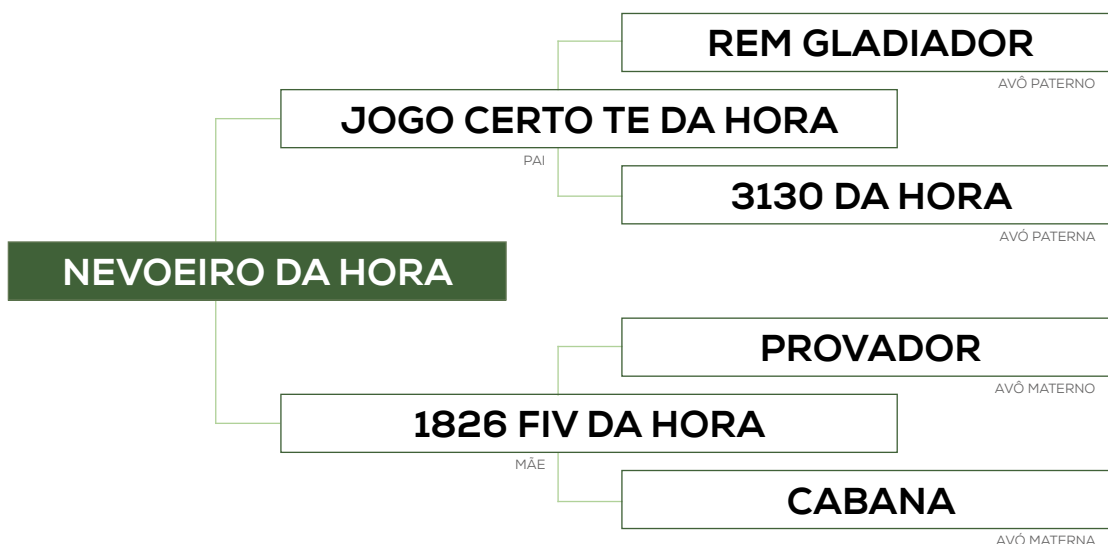 REM GLADIADOR
AVÔ PATERNO
JOGO CERTO TE DA HORA
PAI
3130 DA HORA
AVÓ PATERNA
NEVOEIRO DA HORA
PROVADOR
AVÔ MATERNO
1826 FIV DA HORA
MÃE
CABANA
AVÓ MATERNA